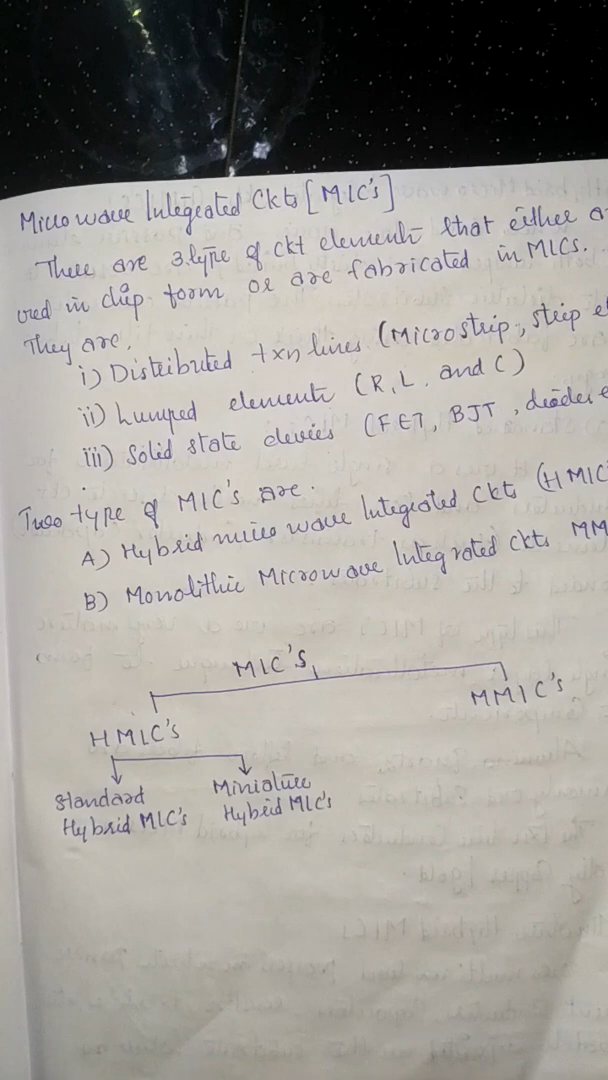 Microwave Integrated Ckts [MIC's]
There are 3 type of ckt elements that either a
in chip form or are fabricated in MICs.
They are,
i) Distributed txn lines (Microstrip, strip e
ii) Lumped elements (R, L, and C)
iii) Solid state devices (FET, BJT, diodes e
Two type of MIC's are.
A) Hybrid micro wave Integrated Ckts (HMIC
B) Monolithic Microwave Integrated ckts MM
MIC'S
HMIC's MMIC's
Standard Miniature
Hybrid MIC's Hybrid MIC's